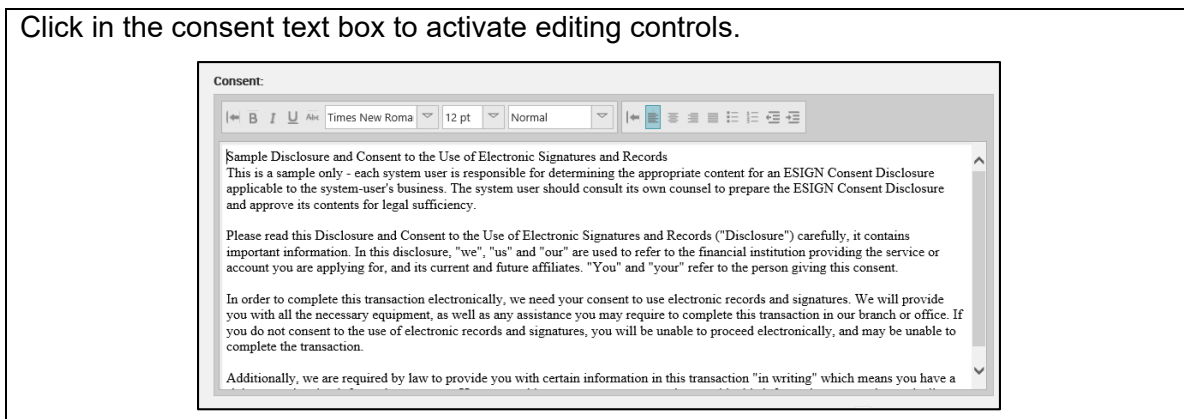 Click in the consent text box to activate editing controls.
Consent:
B I U Abc Times New Roma 12 pt Normal
Sample Disclosure and Consent to the Use of Electronic Signatures and Records
This is a sample only - each system user is responsible for determining the appropriate content for an ESIGN Consent Disclosure
applicable to the system-user's business. The system user should consult its own counsel to prepare the ESIGN Consent Disclosure
and approve its contents for legal sufficiency.
Please read this Disclosure and Consent to the Use of Electronic Signatures and Records ("Disclosure") carefully, it contains
important information. In this disclosure, "we", "us" and "our" are used to refer to the financial institution providing the service or
account you are applying for, and its current and future affiliates. "You" and "your" refer to the person giving this consent.
In order to complete this transaction electronically, we need your consent to use electronic records and signatures. We will provide
you with all the necessary equipment, as well as any assistance you may require to complete this transaction in our branch or office. If
you do not consent to the use of electronic records and signatures, you will be unable to proceed electronically, and may be unable to
complete the transaction.
Additionally, we are required by law to provide you with certain information in this transaction "in writing" which means you have a